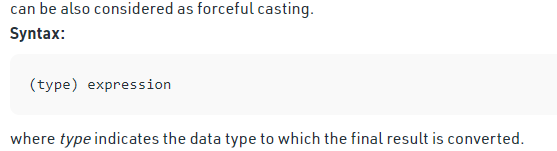 can be also considered as forceful casting.
Syntax:
(type) expression
where type indicates the data type to which the final result is converted.